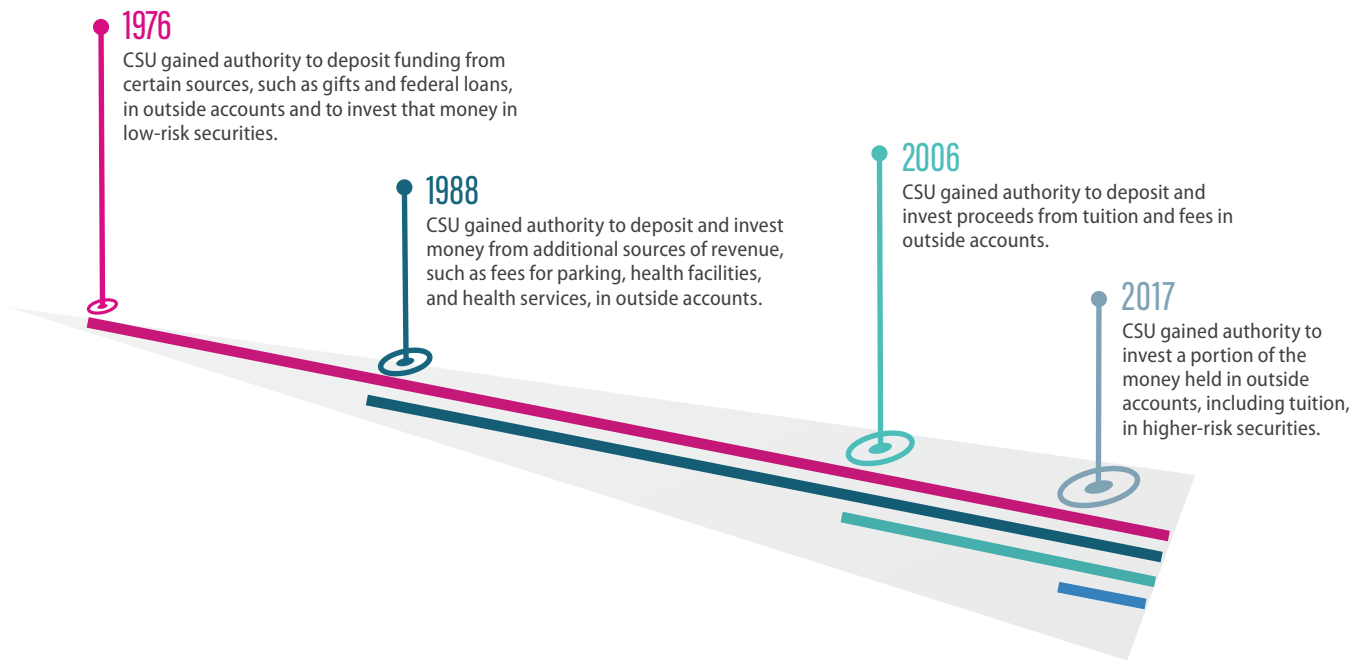 1976
CSU gained authority to deposit funding from
certain sources, such as gifts and federal loans,
in outside accounts and to invest that money in
low-risk securities.
1988
CSU gained authority to deposit and invest
money from additional sources of revenue,
such as fees for parking, health facilities,
and health services, in outside accounts.
2006
CSU gained authority to deposit and
invest proceeds from tuition and fees in
outside accounts.
2017
CSU gained authority to
invest a portion of the
money held in outside
accounts, including tuition,
in higher-risk securities.